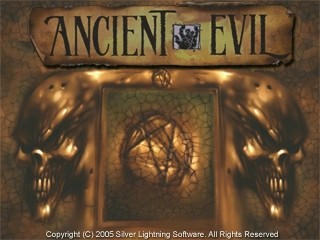 ANCIENT EVIL
Copyright (C) 2005 Silver Lightning Software. All Rights Reserved